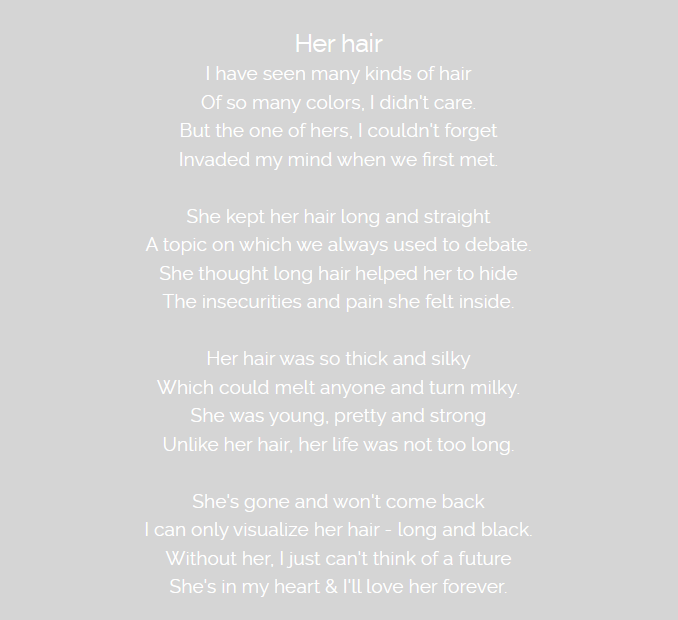 Her hair
I have seen many kinds of hair
Of so many colors, I didn't care.
But the one of hers, I couldn't forget
Invaded my mind when we first met.
She kept her hair long and straight
A topic on which we always used to debate.
She thought long hair helped her to hide
The insecurities and pain she felt inside.
Her hair was so thick and silky
Which could melt anyone and turn milky.
She was young, pretty and strong
Unlike her hair, her life was not too long.
She's gone and won't come back
I can only visualize her hair - long and black.
Without her, I just can't think of a future
She's in my heart & I'll love her forever.